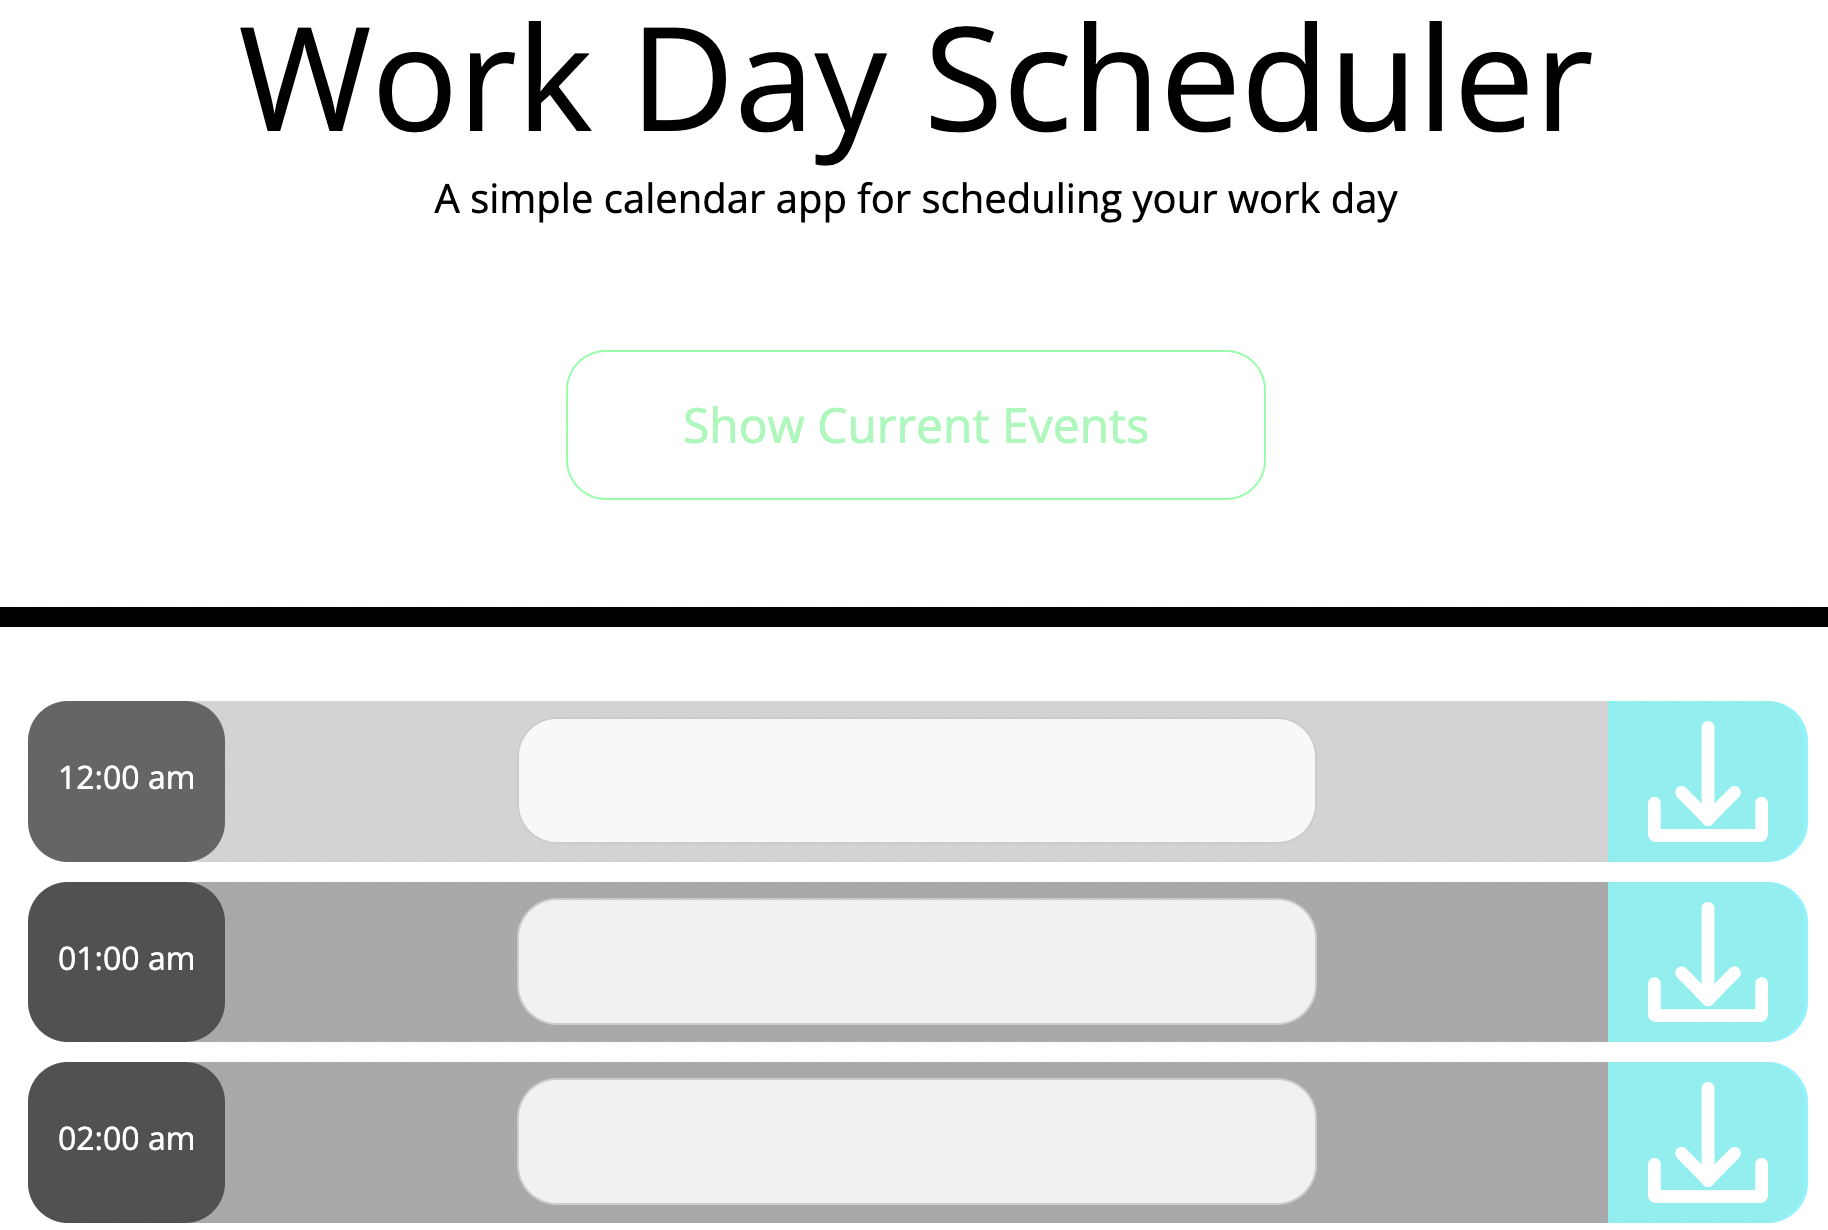 Work Day Scheduler
A simple calendar app for scheduling your work day
Show Current Events
12:00 am
01:00 am
02:00 am